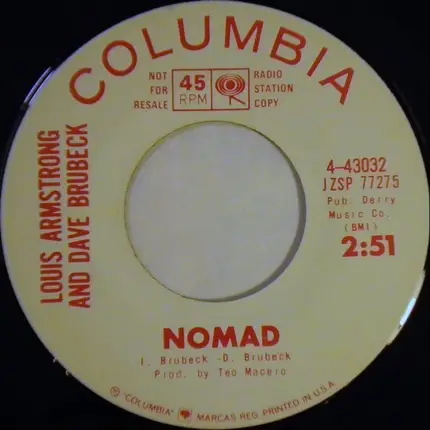 COLUMBIA
NOT FOR RESALE
45 RPM
RADIO STATION COPY
LOUIS ARMSTRONG
AND DAVE BRUBECK
4-43032
JZSP 77275
Pub: Derry
Music Co.
(BMI)
2:51
NOMAD
I. Brubeck -D. Brubeck
Prod. by Teo Macero
"COLUMBIA" MARCAS REG. PRINTED IN U.S.A.